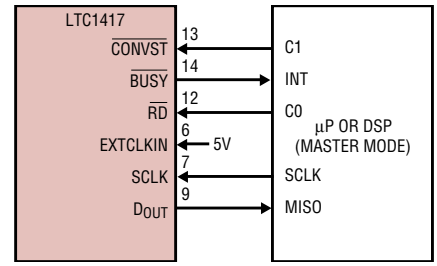 LTC1417
CONVST
13
C1
BUSY
14
INT
RD
12
C0
µP OR DSP
(MASTER MODE)
EXTCLKIN
6
5V
SCLK
7
SCLK
DOUT
9
MISO